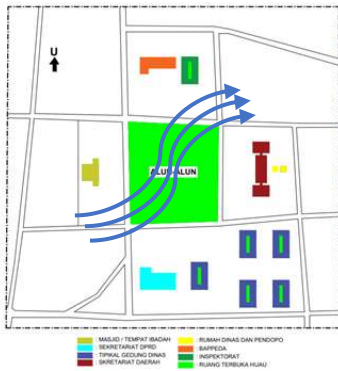 U
ALUN-ALUN
MASJID / TEMPAT IBADAH
SEKRETARIAT DPRD
TIPIKAL GEDUNG DINAS
SKRETARIAT DAERAH
RUMAH DINAS DAN PENDOPO
BAPPEDA
INSPEKTORAT
RUANG TERBUKA HIJAU